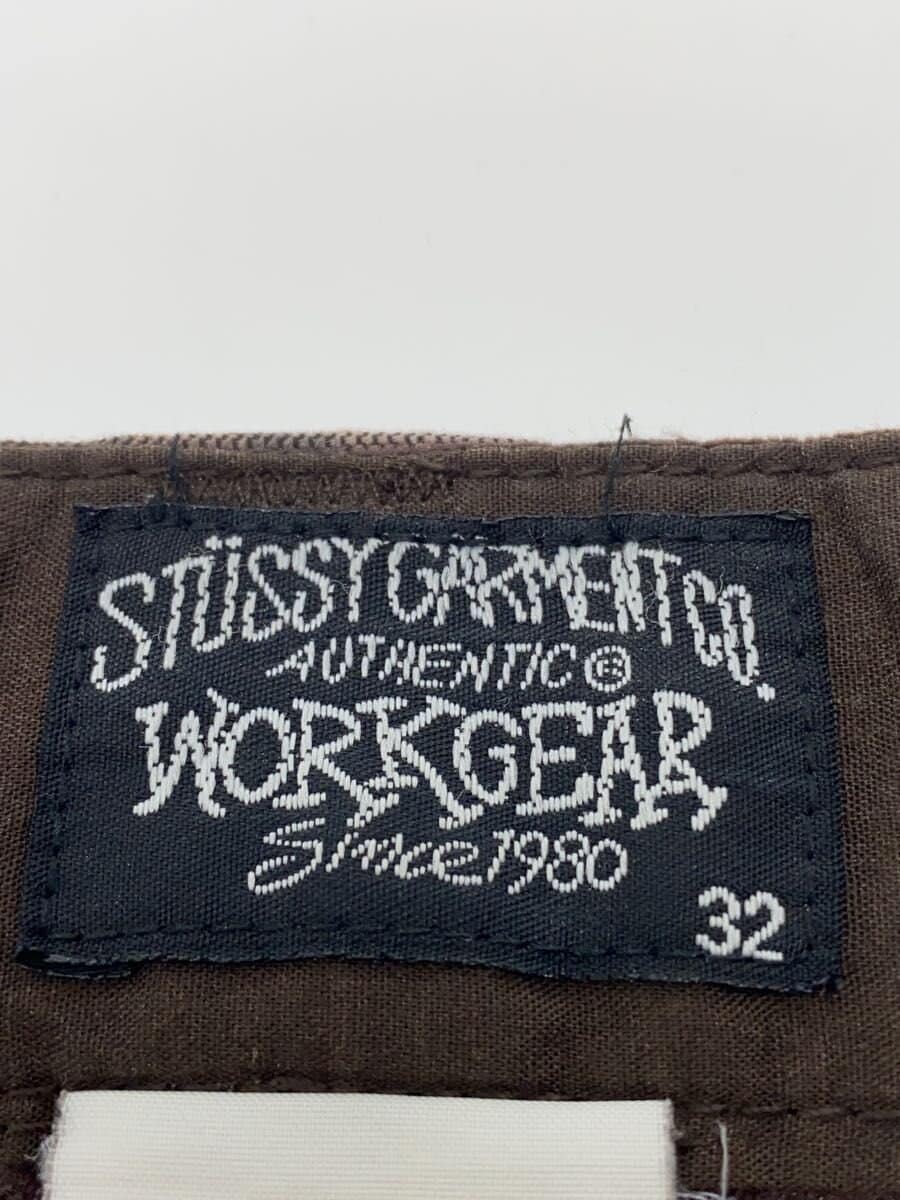 STÜSSY GARMENT CO.
AUTHENTIC ®
WORKGEAR
Since 1980
32